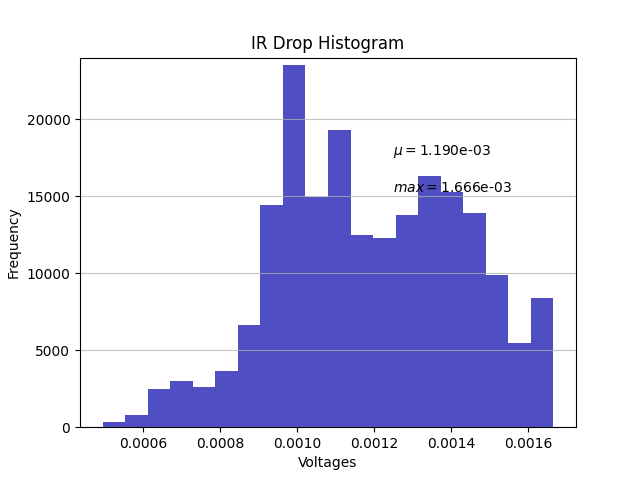 IR Drop Histogram
20000
15000
10000
5000
0
Frequency
μ = 1.190e-03
max = 1.666e-03
0.0006 0.0008 0.0010 0.0012 0.0014 0.0016
Voltages